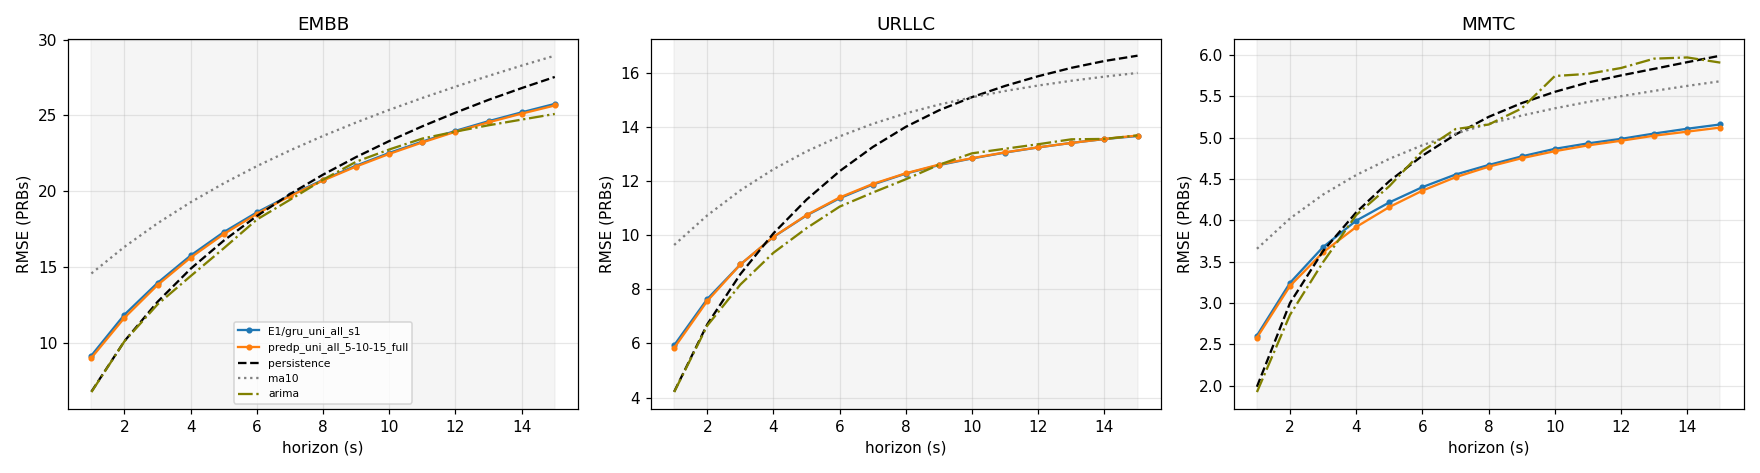 EMBB
30
25
20
15
10
RMSE (PRBs)
2 4 6 8 10 12 14
horizon (s)
E1/gru_uni_all_s1
predp_uni_all_5-10-15_full
persistence
ma10
arima
URLLC
16
14
12
10
8
6
4
RMSE (PRBs)
2 4 6 8 10 12 14
horizon (s)
MMTC
6.0
5.5
5.0
4.5
4.0
3.5
3.0
2.5
2.0
RMSE (PRBs)
2 4 6 8 10 12 14
horizon (s)